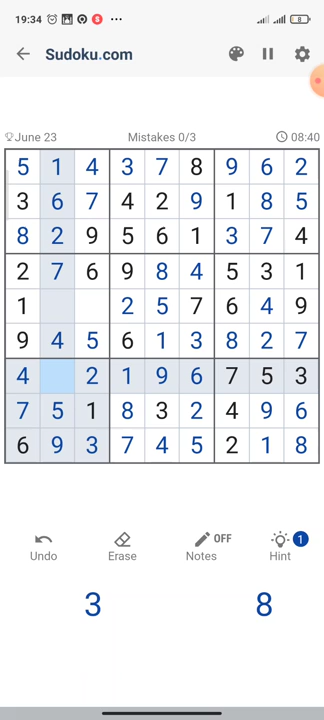 19:34 8
Sudoku.com
June 23 Mistakes 0/3 08:40
5 1 4 3 7 8 9 6 2
3 6 7 4 2 9 1 8 5
8 2 9 5 6 1 3 7 4
2 7 6 9 8 4 5 3 1
1 2 5 7 6 4 9
9 4 5 6 1 3 8 2 7
4 2 1 9 6 7 5 3
7 5 1 8 3 2 4 9 6
6 9 3 7 4 5 2 1 8
OFF 1
Undo Erase Notes Hint
3 8